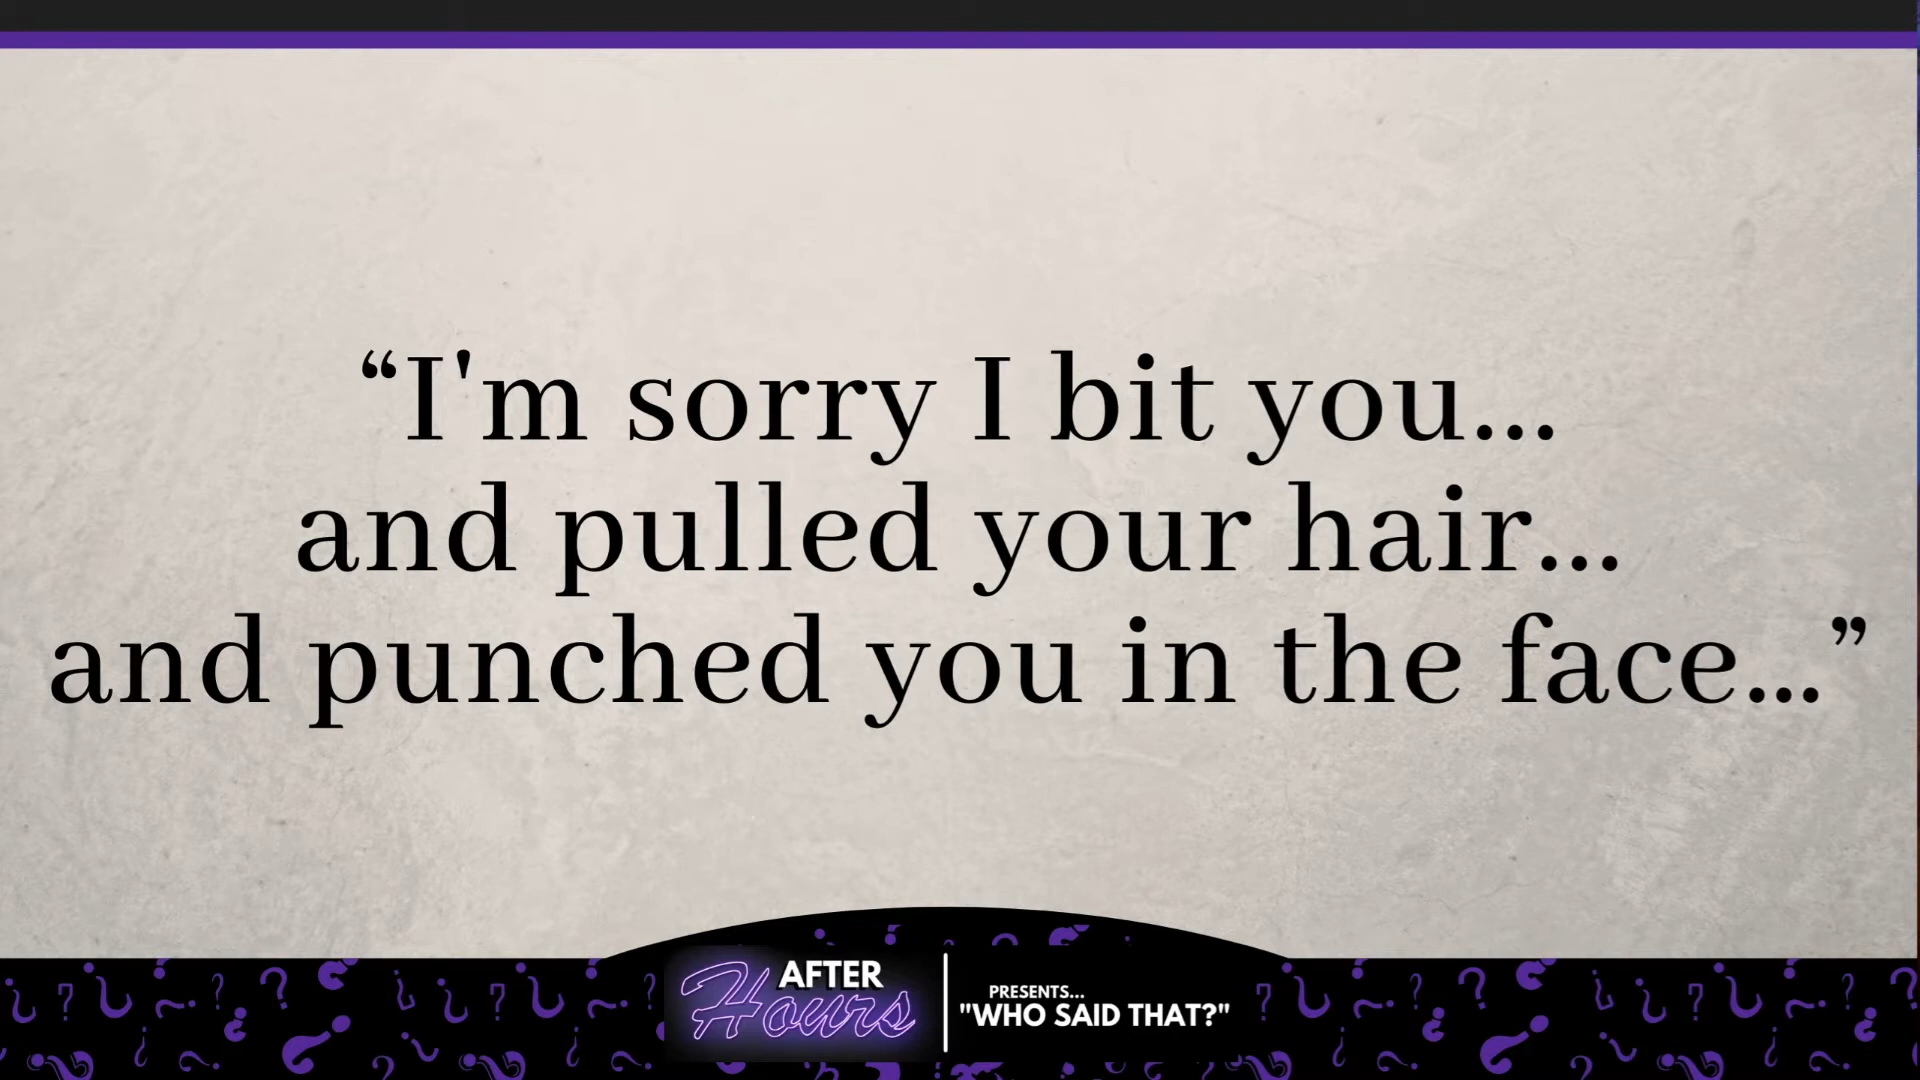 “I'm sorry I bit you...
and pulled your hair...
and punched you in the face...”
AFTER
Hours
PRESENTS...
"WHO SAID THAT?"